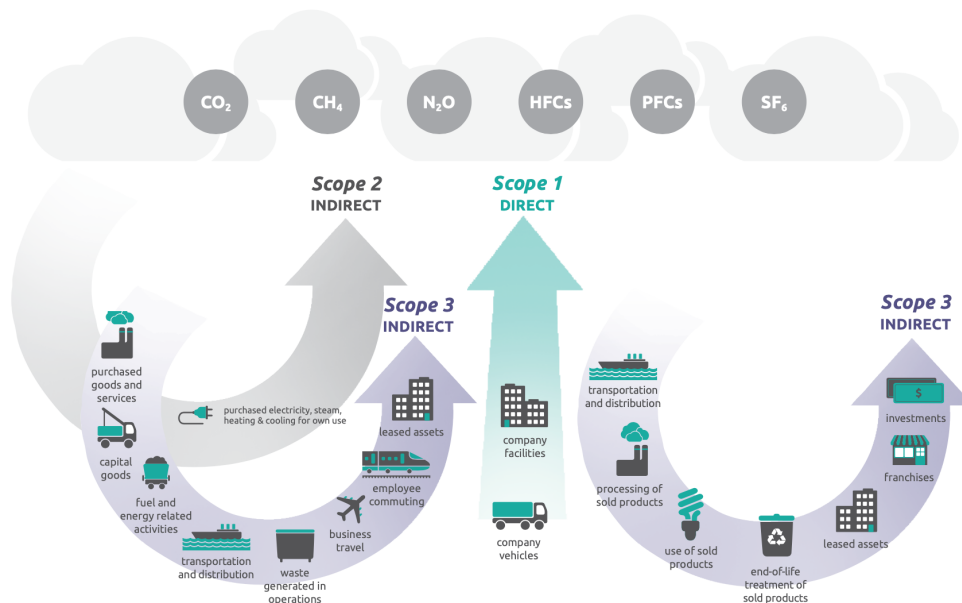 CO₂
CH₄
N₂O
HFCs
PFCs
SF₆
Scope 2
INDIRECT
Scope 1
DIRECT
Scope 3
INDIRECT
Scope 3
INDIRECT
purchased
goods and
services
capital
goods
fuel and
energy related
activities
purchased electricity, steam,
heating & cooling for own use
transportation
and distribution
waste
generated in
operations
business
travel
employee
commuting
leased assets
company
facilities
company
vehicles
transportation
and distribution
processing of
sold products
use of sold
products
end-of-life
treatment of
sold products
leased assets
franchises
$
investments